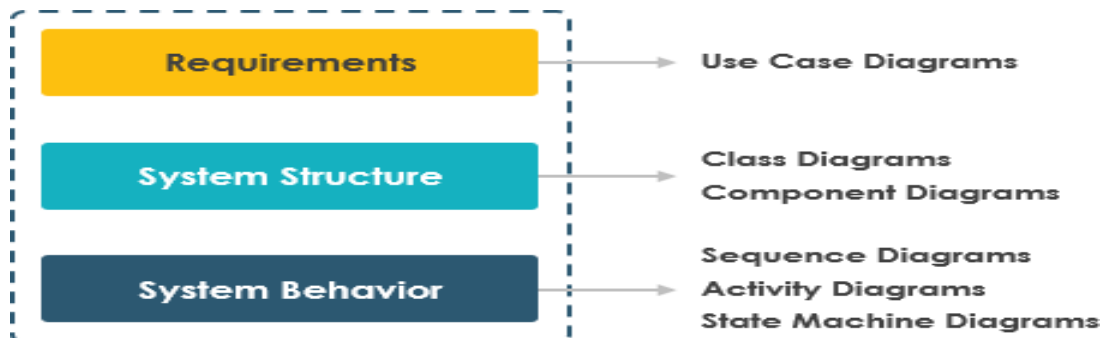 Requirements
Use Case Diagrams
System Structure
Class Diagrams
Component Diagrams
System Behavior
Sequence Diagrams
Activity Diagrams
State Machine Diagrams